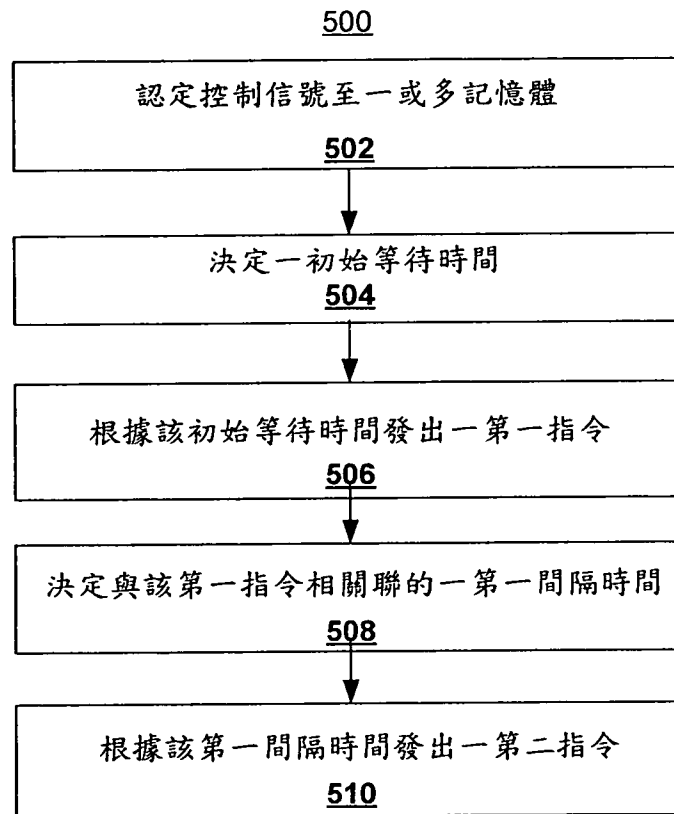 500
認定控制信號至一或多記憶體
502
決定一初始等待時間
504
根據該初始等待時間發出一第一指令
506
決定與該第一指令相關聯的一第一間隔時間
508
根據該第一間隔時間發出一第二指令
510